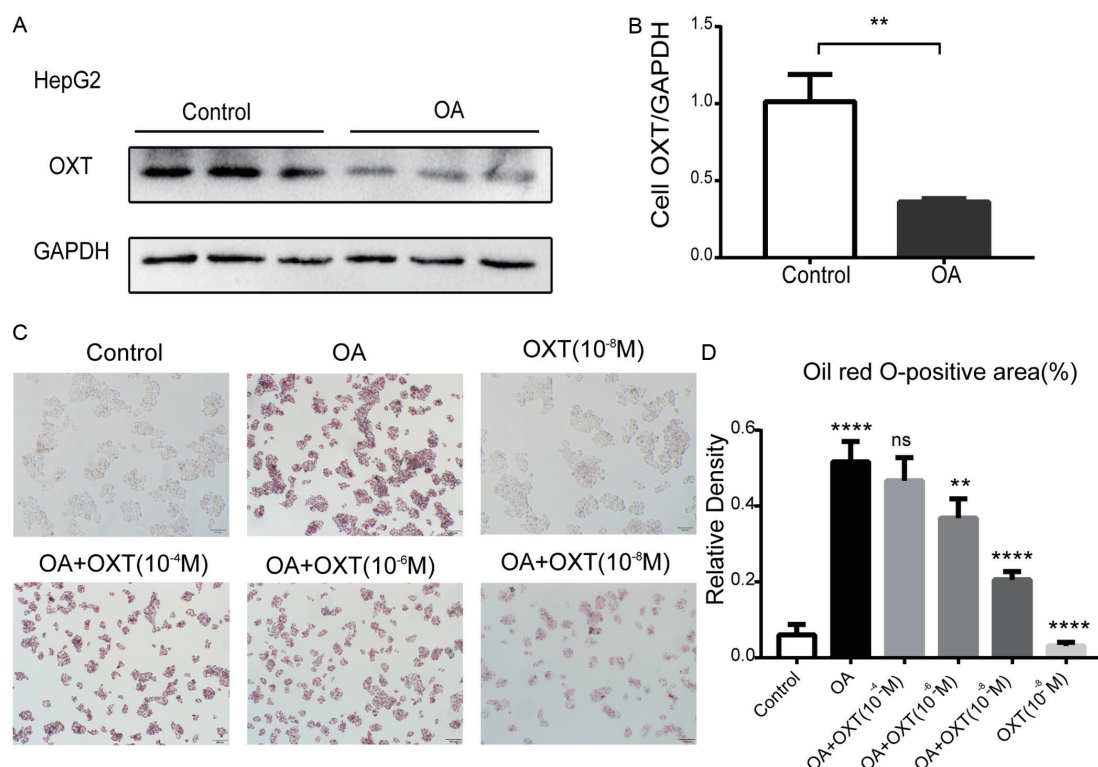 A
HepG2
Control OA
OXT
GAPDH
B
**
Cell OXT/GAPDH
1.5
1.0
0.5
0.0
Control OA
C
Control OA OXT(10⁻⁸M)
OA+OXT(10⁻⁴M) OA+OXT(10⁻⁶M) OA+OXT(10⁻⁸M)
D
Oil red O-positive area(%)
Relative Density
0.6
0.4
0.2
0.0
**** ns ** **** ****
Control
OA
OA+OXT(10⁻⁴M)
OA+OXT(10⁻⁶M)
OA+OXT(10⁻⁸M)
OXT(10⁻⁸M)